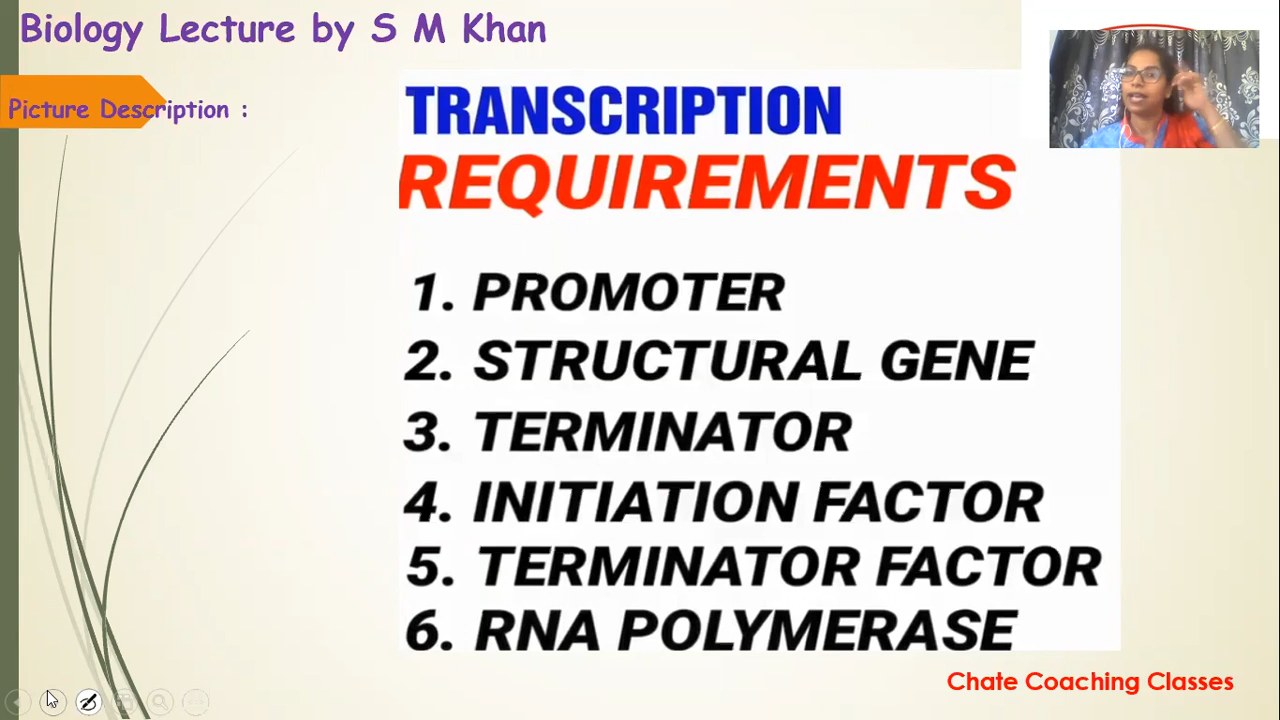 Biology Lecture by S M Khan
Picture Description :
TRANSCRIPTION
REQUIREMENTS
1. PROMOTER
2. STRUCTURAL GENE
3. TERMINATOR
4. INITIATION FACTOR
5. TERMINATOR FACTOR
6. RNA POLYMERASE
Chate Coaching Classes